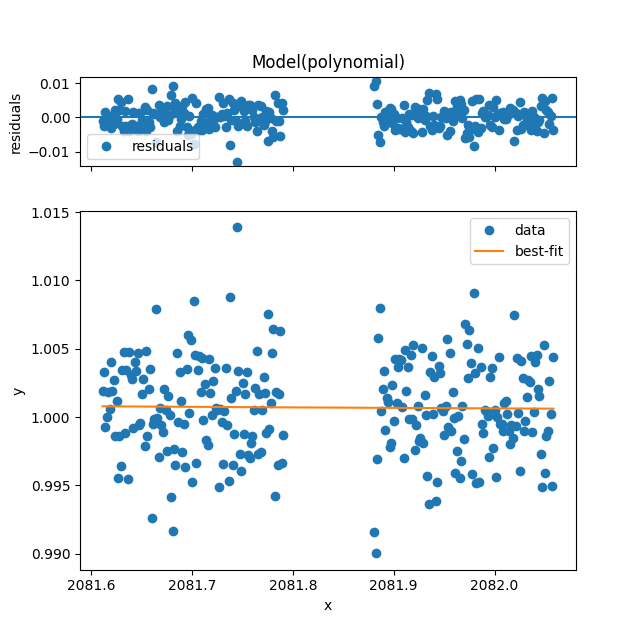 Model(polynomial)
0.01
0.00
−0.01
residuals
residuals
1.015
1.010
1.005
1.000
0.995
0.990
y
data
best-fit
2081.6 2081.7 2081.8 2081.9 2082.0
x